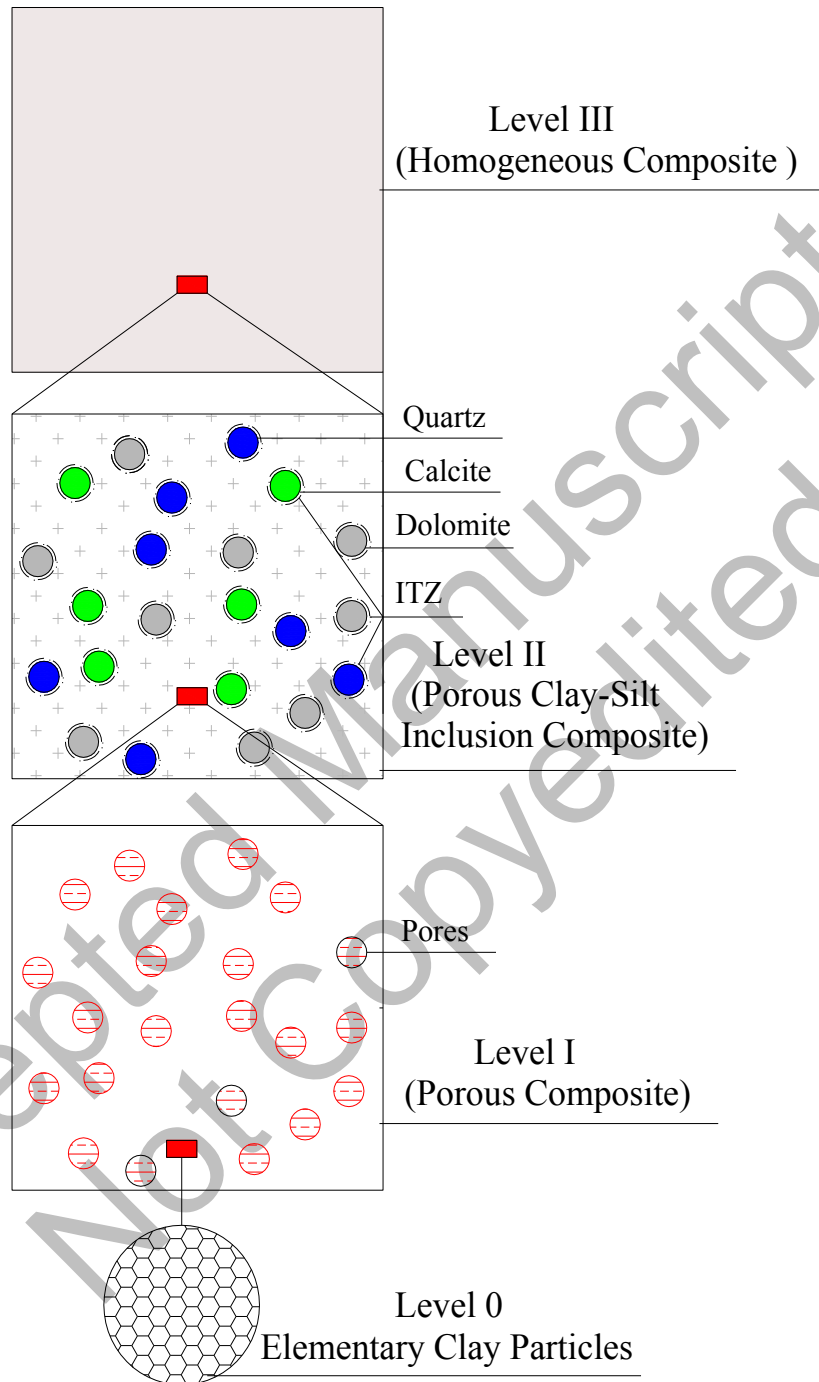 Level III
(Homogeneous Composite )
Quartz
Calcite
Dolomite
ITZ
Level II
(Porous Clay-Silt
Inclusion Composite)
Pores
Level I
(Porous Composite)
Level 0
Elementary Clay Particles
epted Manuscript
Not Copyedited